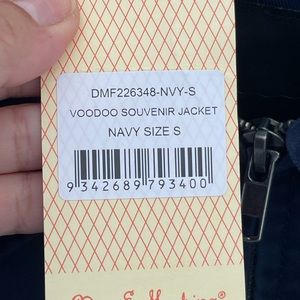 DMF226348-NVY-S
VOODOO SOUVENIR JACKET
NAVY SIZE S
9 342689 793400